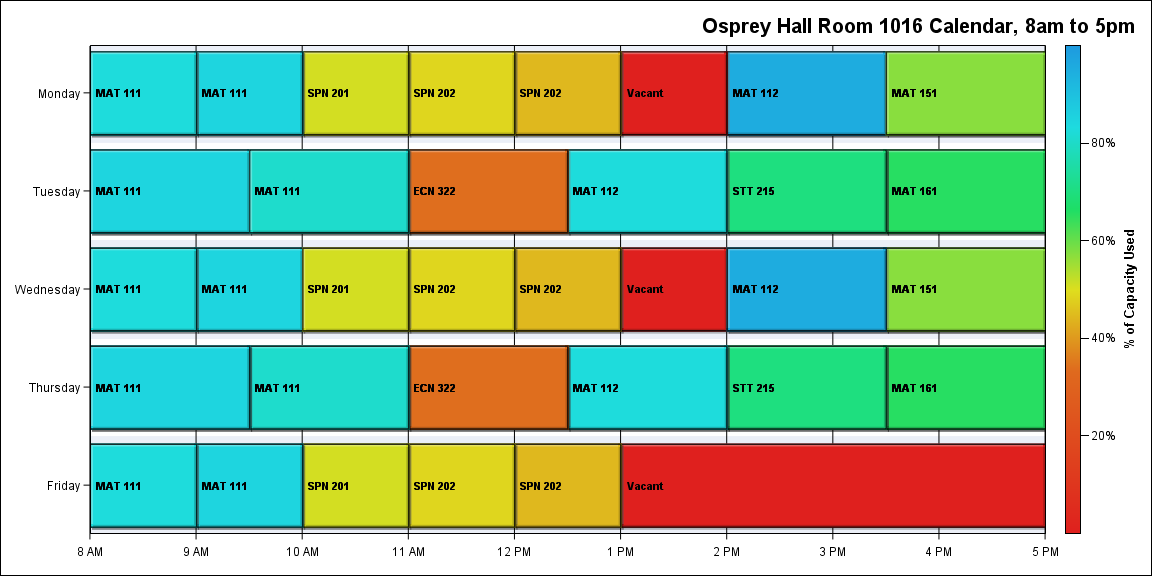 Osprey Hall Room 1016 Calendar, 8am to 5pm
Monday
MAT 111
MAT 111
SPN 201
SPN 202
SPN 202
Vacant
MAT 112
MAT 151
Tuesday
MAT 111
MAT 111
ECN 322
MAT 112
STT 215
MAT 161
Wednesday
MAT 111
MAT 111
SPN 201
SPN 202
SPN 202
Vacant
MAT 112
MAT 151
Thursday
MAT 111
MAT 111
ECN 322
MAT 112
STT 215
MAT 161
Friday
MAT 111
MAT 111
SPN 201
SPN 202
SPN 202
Vacant
8 AM
9 AM
10 AM
11 AM
12 PM
1 PM
2 PM
3 PM
4 PM
5 PM
80%
60%
40%
20%
% of Capacity Used